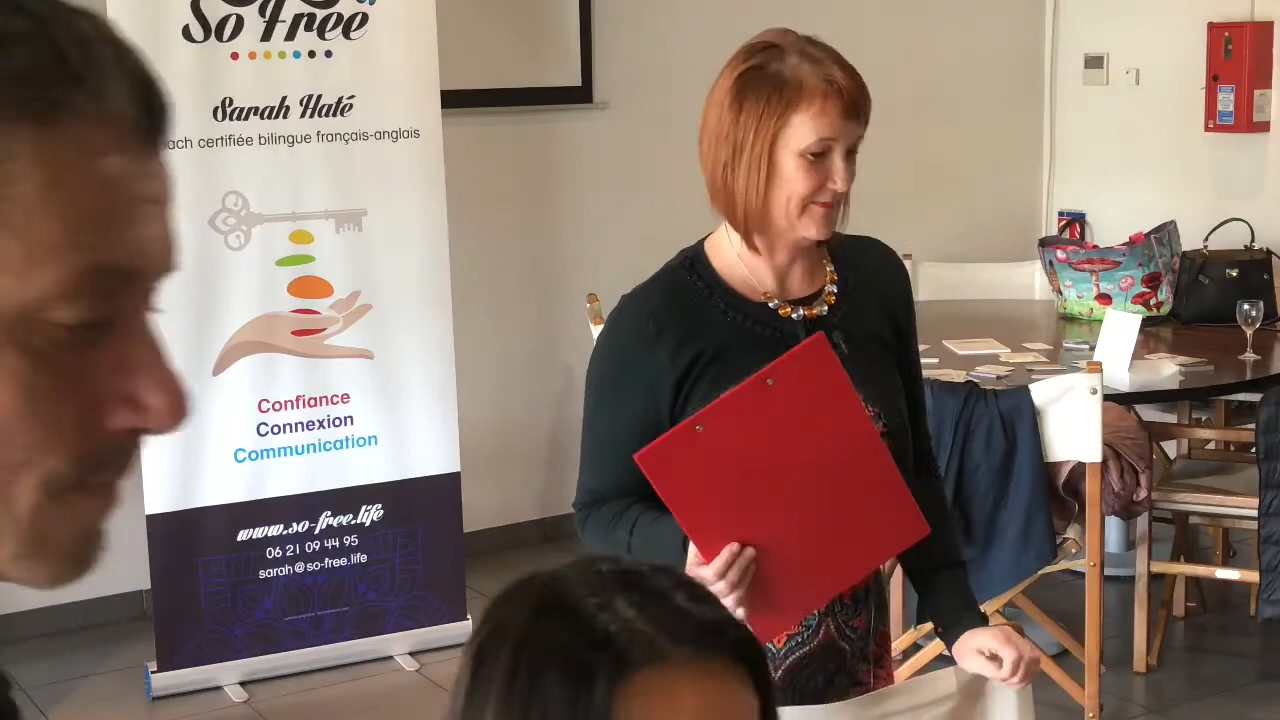 So Free
Sarah Haté
ach certifiée bilingue français-anglais
Confiance
Connexion
Communication
www.so-free.life
06 21 09 44 95
sarah@so-free.life